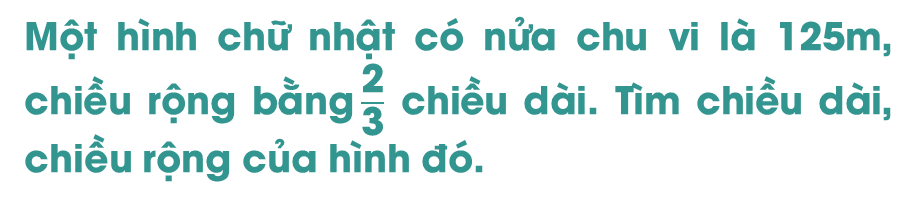 Một hình chữ nhật có nửa chu vi là 125m,
chiều rộng bằng 2/3 chiều dài. Tìm chiều dài,
chiều rộng của hình đó.